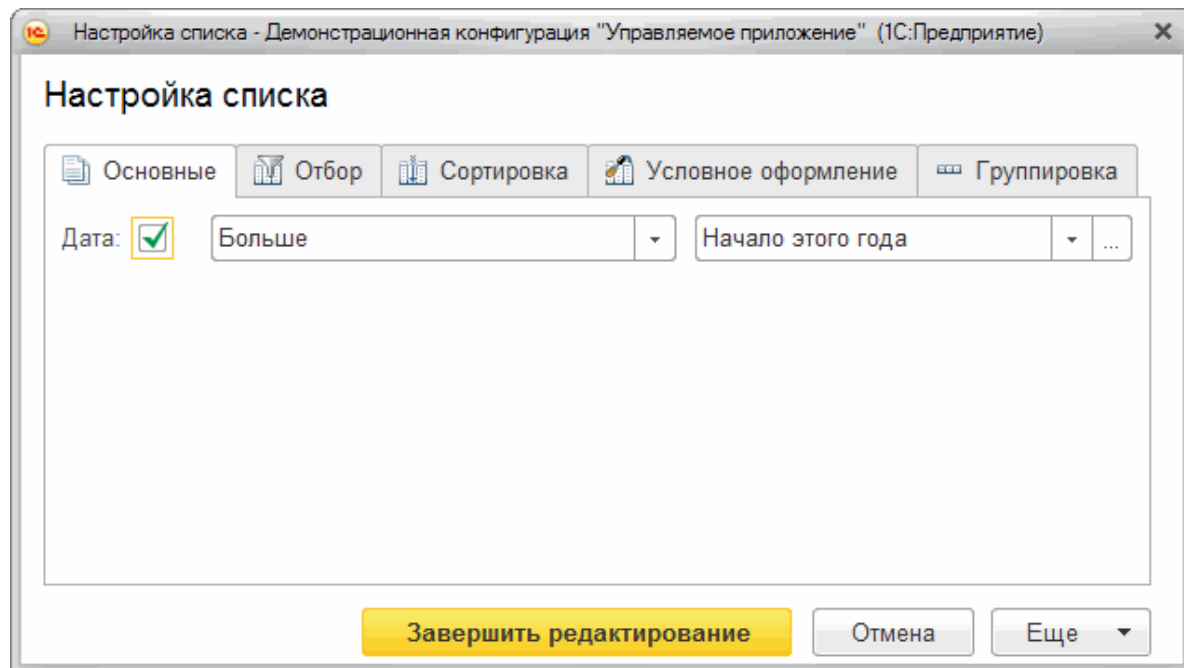 1С Настройка списка - Демонстрационная конфигурация "Управляемое приложение" (1С:Предприятие)
Настройка списка
Основные Отбор Сортировка Условное оформление Группировка
Дата: Больше Начало этого года ...
Завершить редактирование Отмена Еще